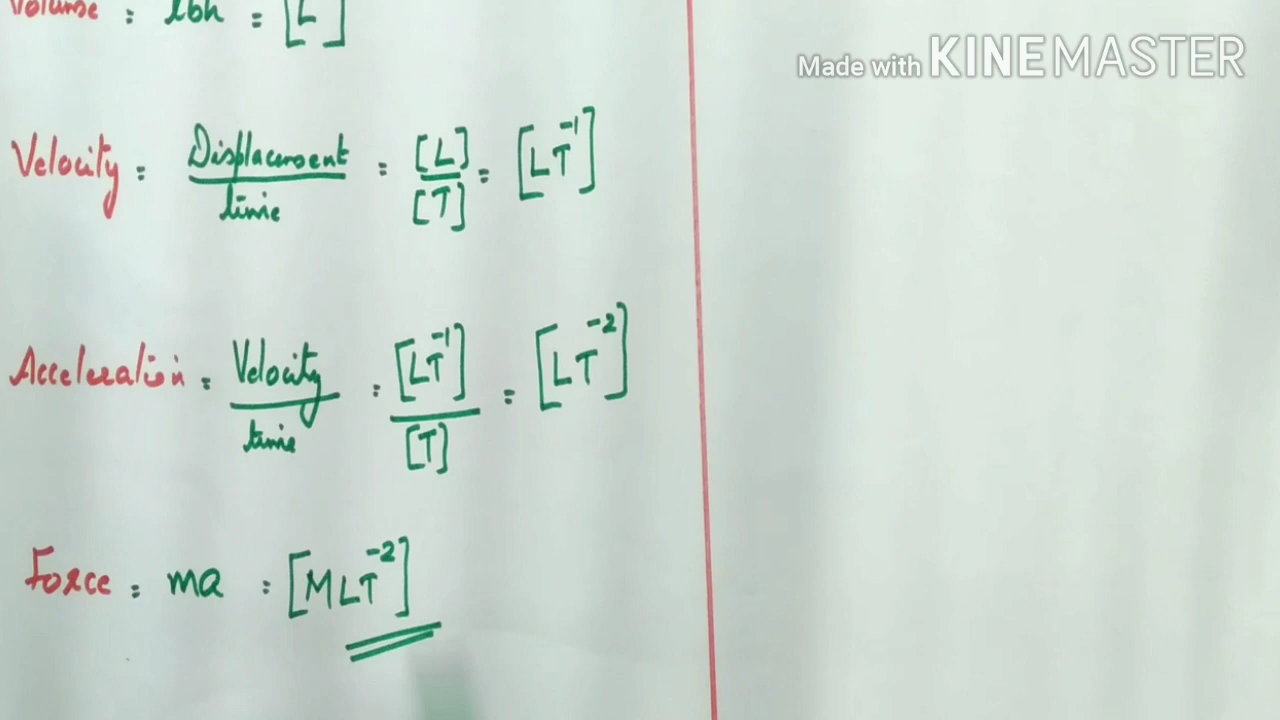 Volume : lbh = [L]
Made with KINEMASTER
Velocity = Displacement / time = [L] / [T] = [LT⁻¹]
Acceleration = Velocity / time = [LT⁻¹] / [T] = [LT⁻²]
Force = ma = [MLT⁻²]